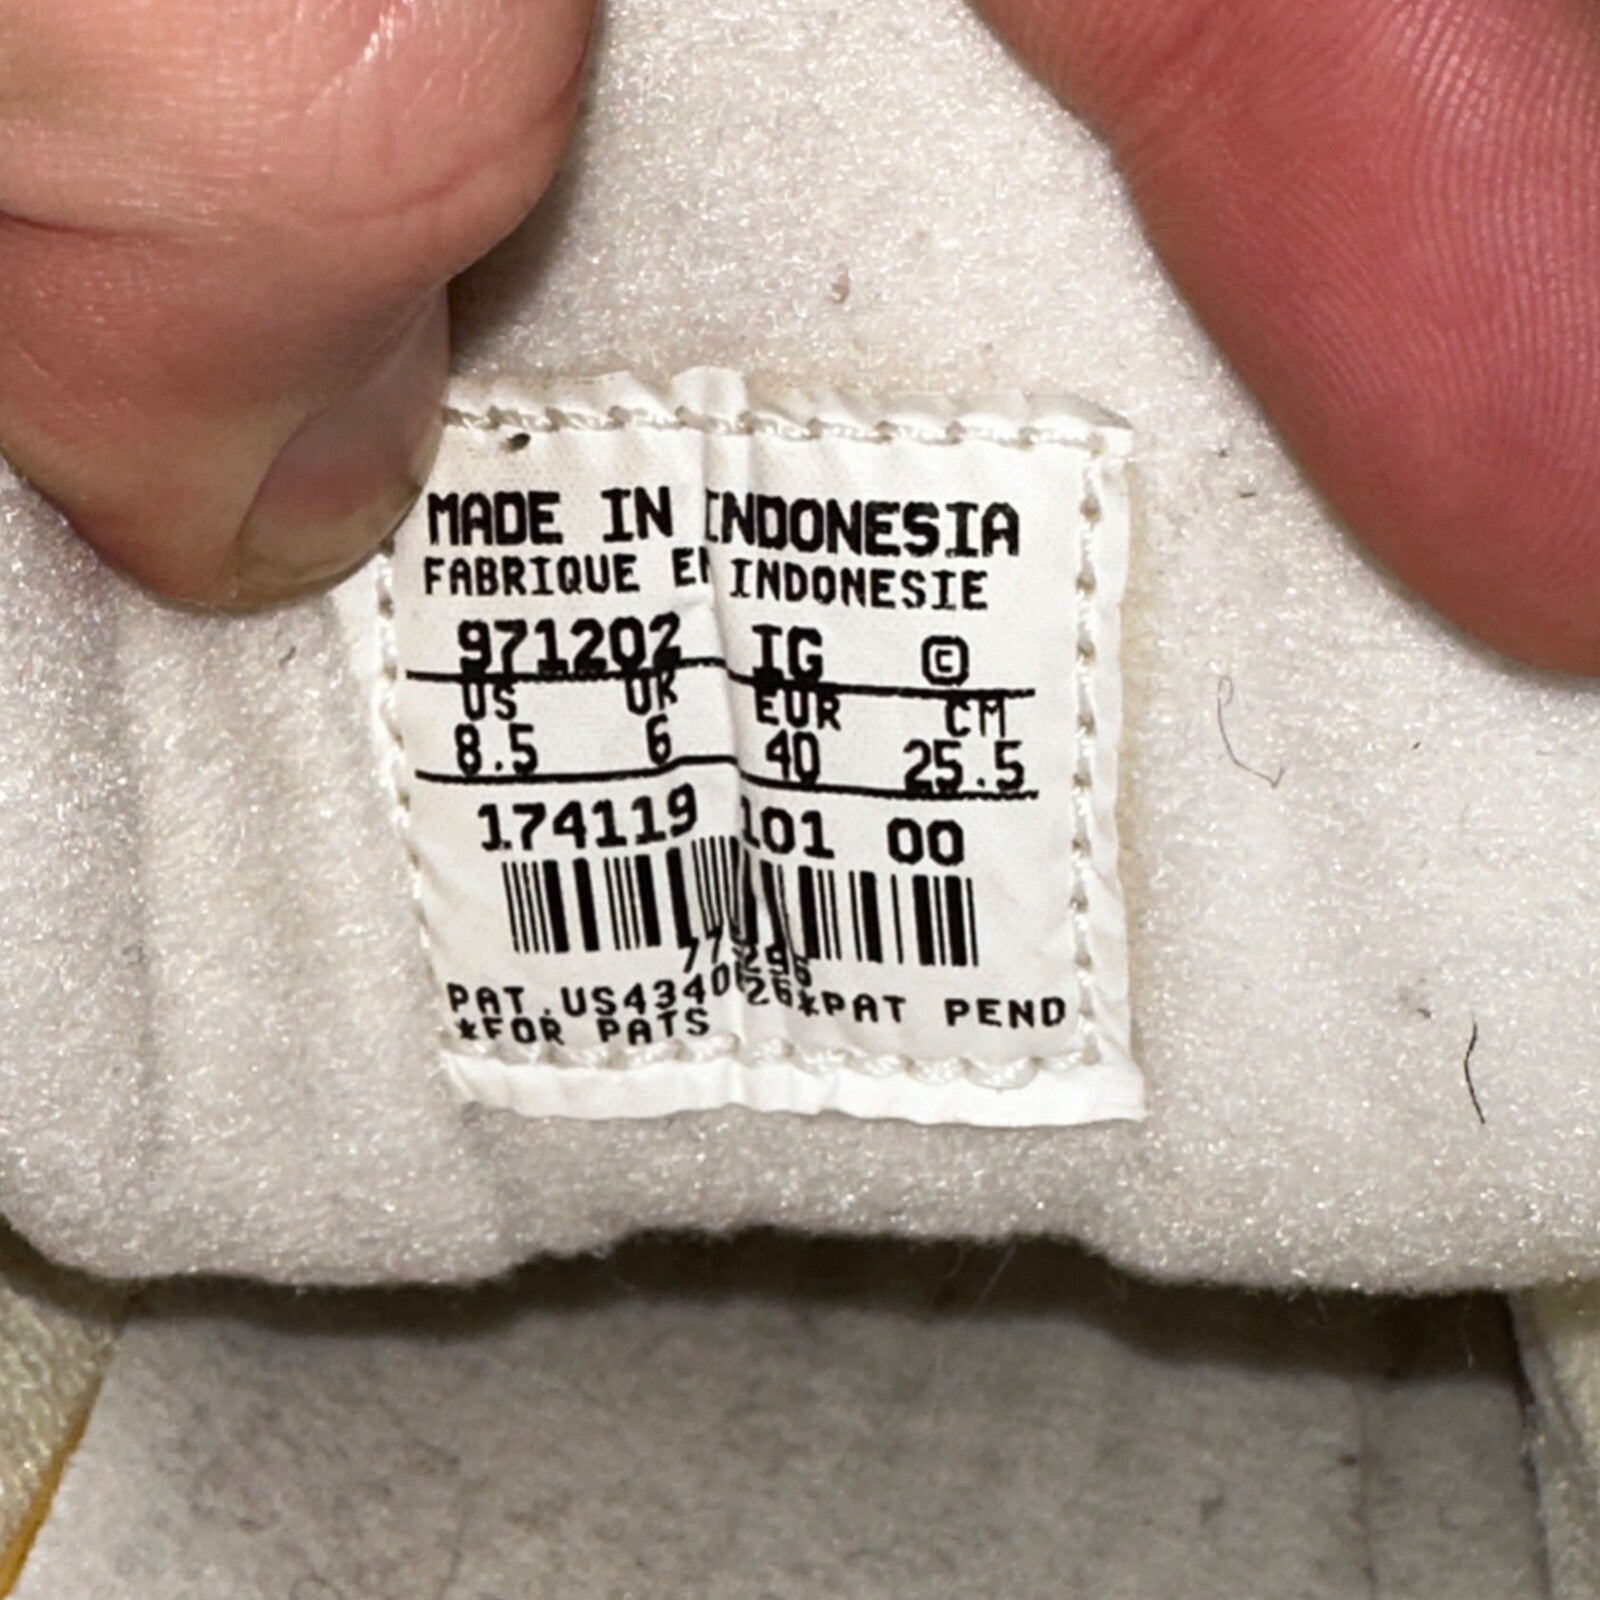 MADE IN INDONESIA
FABRIQUE EN INDONESIE
971202 IG ©
US UK EUR CM
8.5 6 40 25.5
174119 101 00
PAT.US4340626*PAT PEND
*FOR PATS